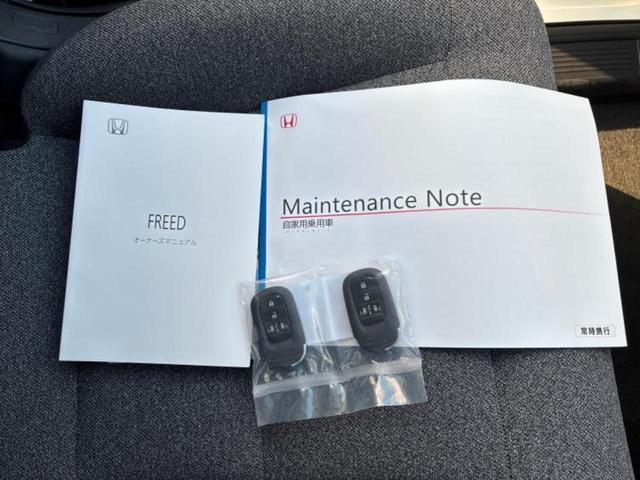 FREED
オーナーズマニュアル
Maintenance Note
自家用乗用車
常時携行